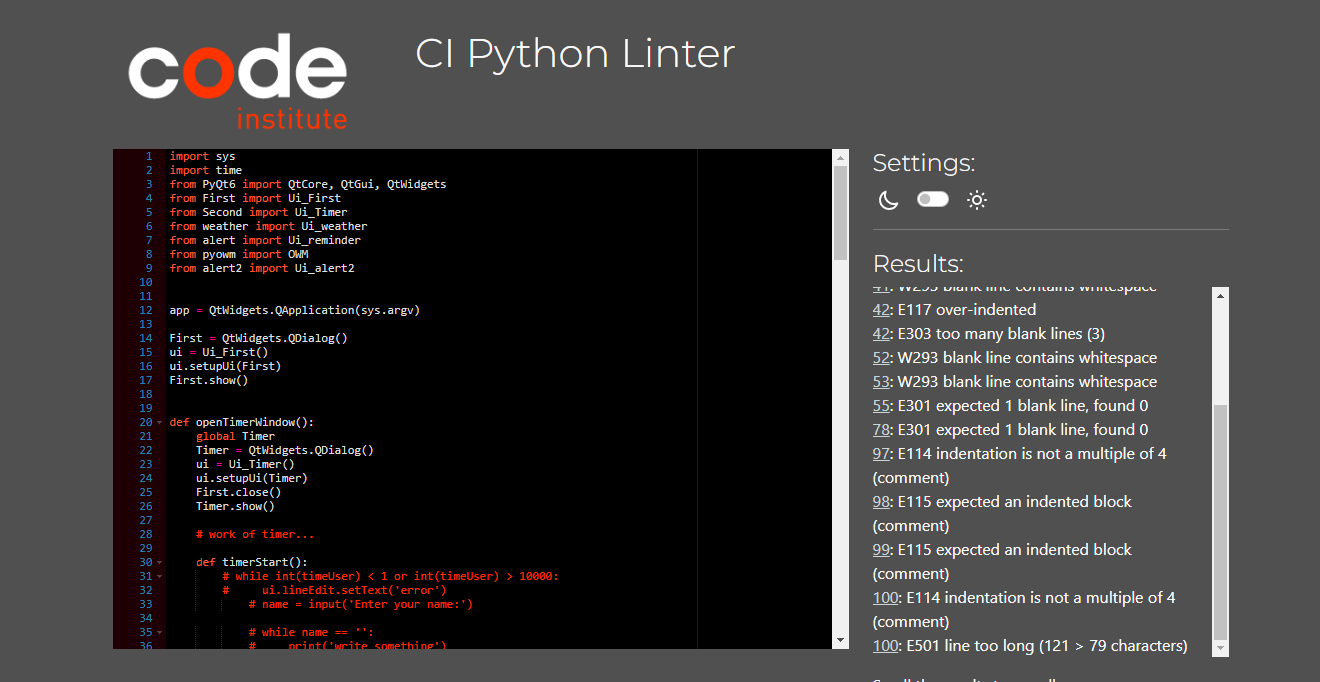 code
institute
CI Python Linter
1 import sys
2 import time
3 from PyQt6 import QtCore, QtGui, QtWidgets
4 from First import Ui_First
5 from Second import Ui_Timer
6 from weather import Ui_weather
7 from alert import Ui_reminder
8 from pyowm import OWM
9 from alert2 import Ui_alert2
10
11
12 app = QtWidgets.QApplication(sys.argv)
13
14 First = QtWidgets.QDialog()
15 ui = Ui_First()
16 ui.setupUi(First)
17 First.show()
18
19
20 def openTimerWindow():
21 global Timer
22 Timer = QtWidgets.QDialog()
23 ui = Ui_Timer()
24 ui.setupUi(Timer)
25 First.close()
26 Timer.show()
27
28 # work of timer...
29
30 def timerStart():
31 # while int(timeUser) < 1 or int(timeUser) > 10000:
32 #     ui.lineEdit.setText('error')
33 # name = input('Enter your name:')
34
35 # while name == '':
36 #     print('write something')
Settings:
Results:
41: W293 blank line contains whitespace
42: E117 over-indented
42: E303 too many blank lines (3)
52: W293 blank line contains whitespace
53: W293 blank line contains whitespace
55: E301 expected 1 blank line, found 0
78: E301 expected 1 blank line, found 0
97: E114 indentation is not a multiple of 4
(comment)
98: E115 expected an indented block
(comment)
99: E115 expected an indented block
(comment)
100: E114 indentation is not a multiple of 4
(comment)
100: E501 line too long (121 > 79 characters)